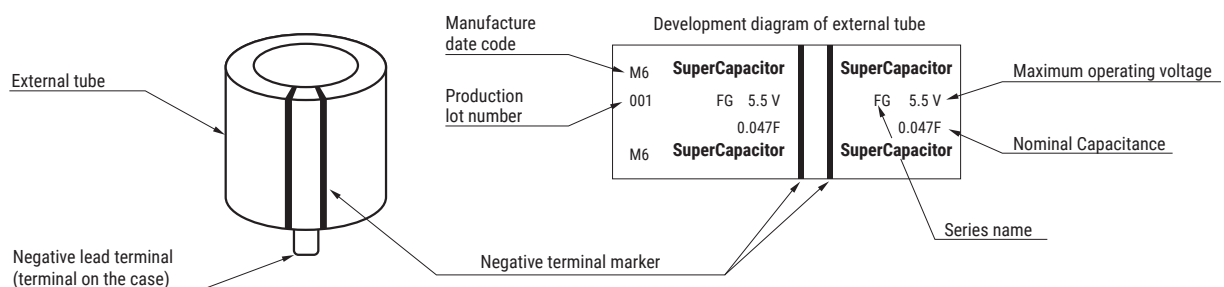 Manufacture
date code
Development diagram of external tube
External tube
Production
lot number
M6
001
M6
SuperCapacitor
FG 5.5 V
0.047F
SuperCapacitor
SuperCapacitor
FG 5.5 V
0.047F
SuperCapacitor
Maximum operating voltage
Nominal Capacitance
Series name
Negative terminal marker
Negative lead terminal
(terminal on the case)